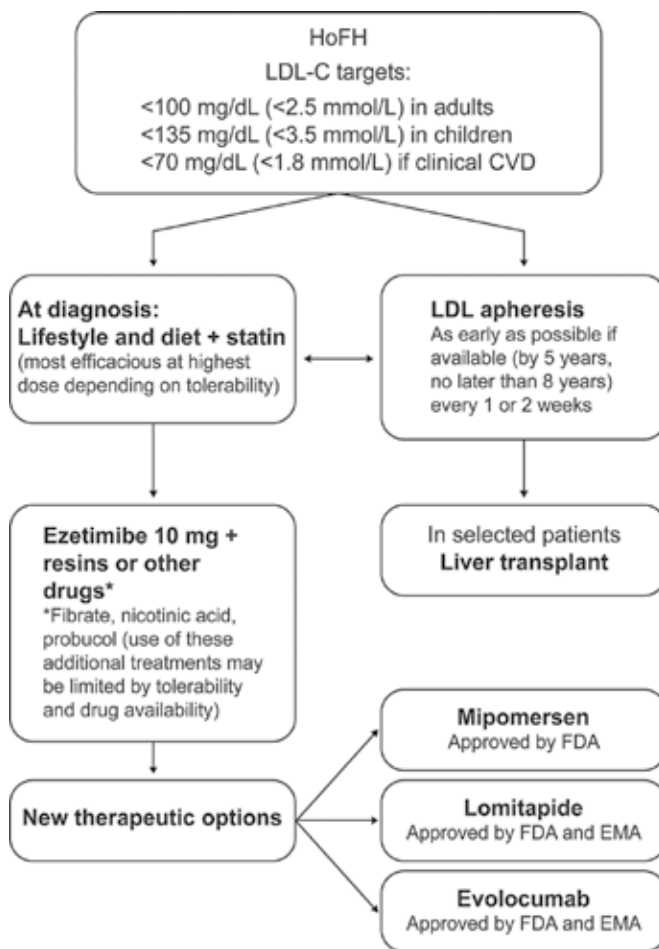 HoFH
LDL-C targets:
<100 mg/dL (<2.5 mmol/L) in adults
<135 mg/dL (<3.5 mmol/L) in children
<70 mg/dL (<1.8 mmol/L) if clinical CVD
At diagnosis:
Lifestyle and diet + statin
(most efficacious at highest
dose depending on tolerability)
LDL apheresis
As early as possible if
available (by 5 years,
no later than 8 years)
every 1 or 2 weeks
Ezetimibe 10 mg +
resins or other
drugs*
*Fibrate, nicotinic acid,
probucol (use of these
additional treatments may
be limited by tolerability
and drug availability)
In selected patients
Liver transplant
New therapeutic options
Mipomersen
Approved by FDA
Lomitapide
Approved by FDA and EMA
Evolocumab
Approved by FDA and EMA